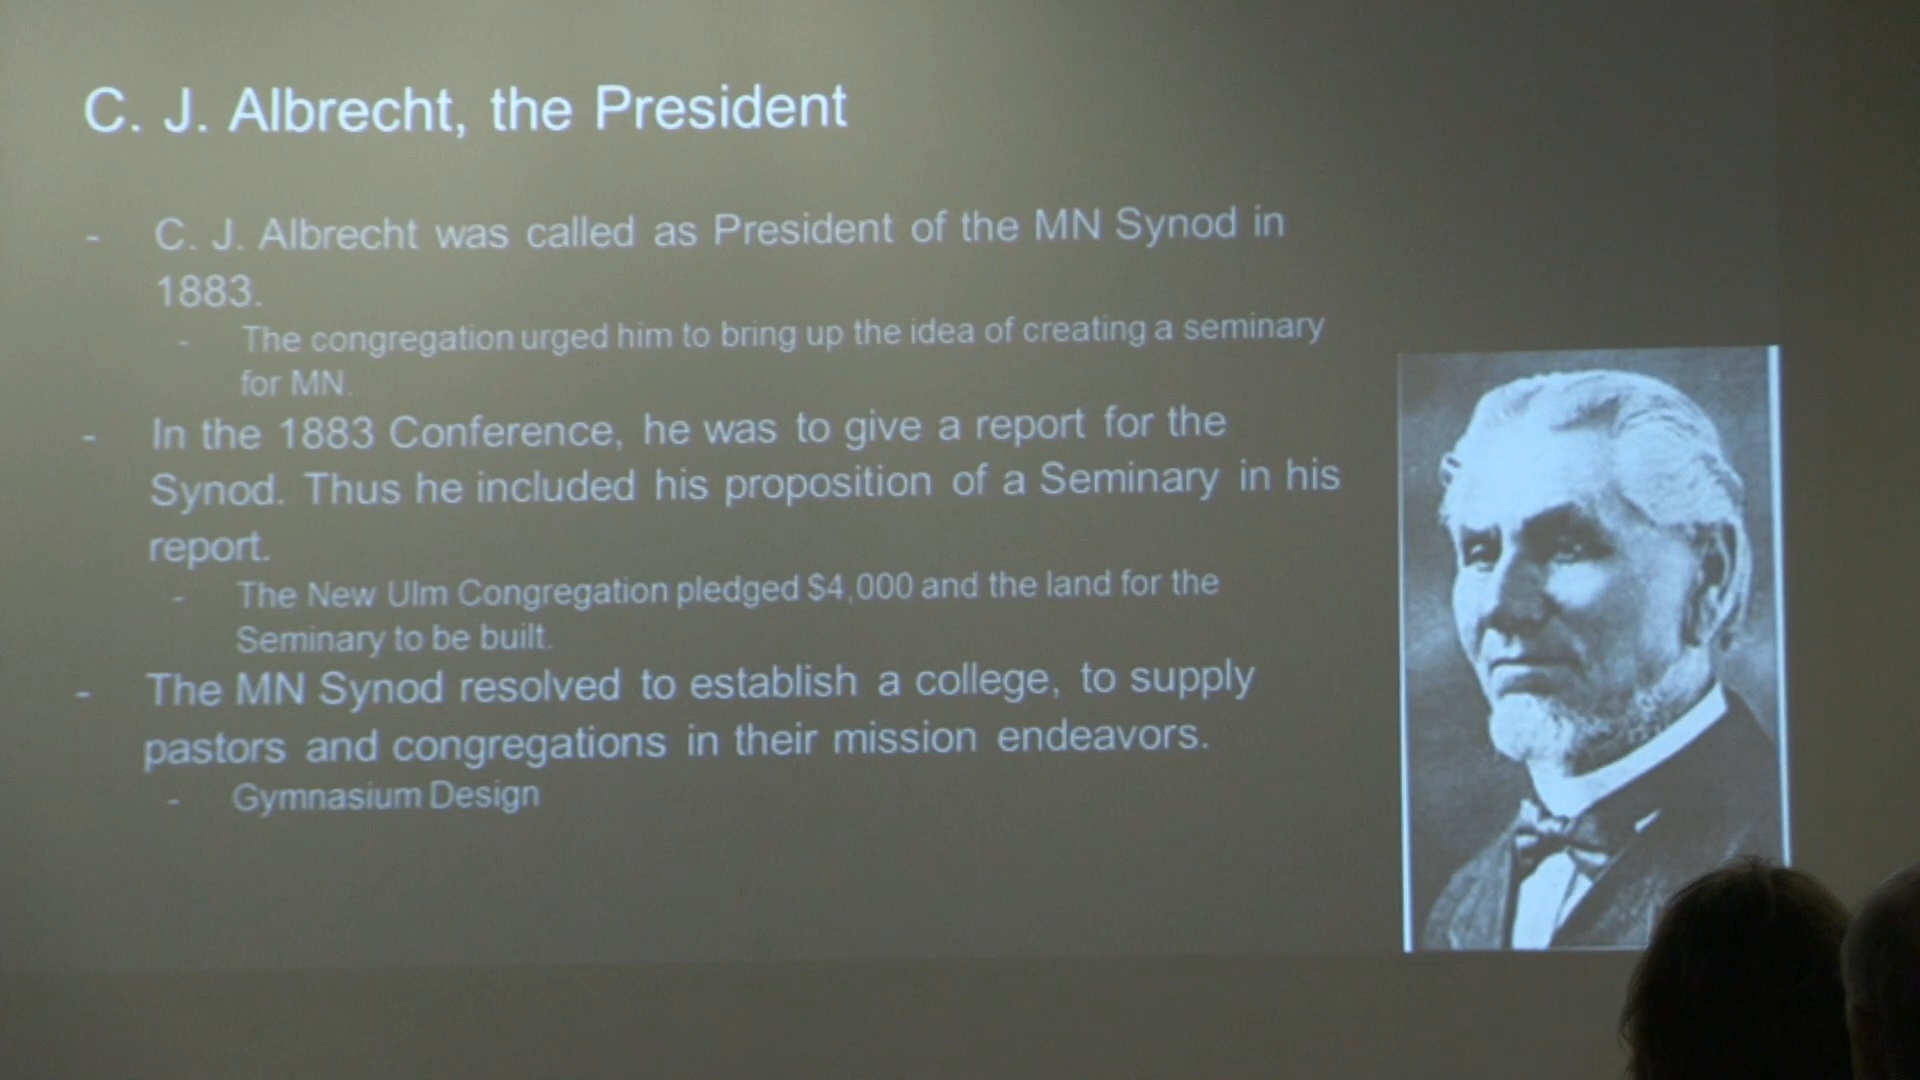 C. J. Albrecht, the President
- C. J. Albrecht was called as President of the MN Synod in
1883.
- The congregation urged him to bring up the idea of creating a seminary
for MN.
- In the 1883 Conference, he was to give a report for the
Synod. Thus he included his proposition of a Seminary in his
report.
- The New Ulm Congregation pledged $4,000 and the land for the
Seminary to be built.
- The MN Synod resolved to establish a college, to supply
pastors and congregations in their mission endeavors.
- Gymnasium Design